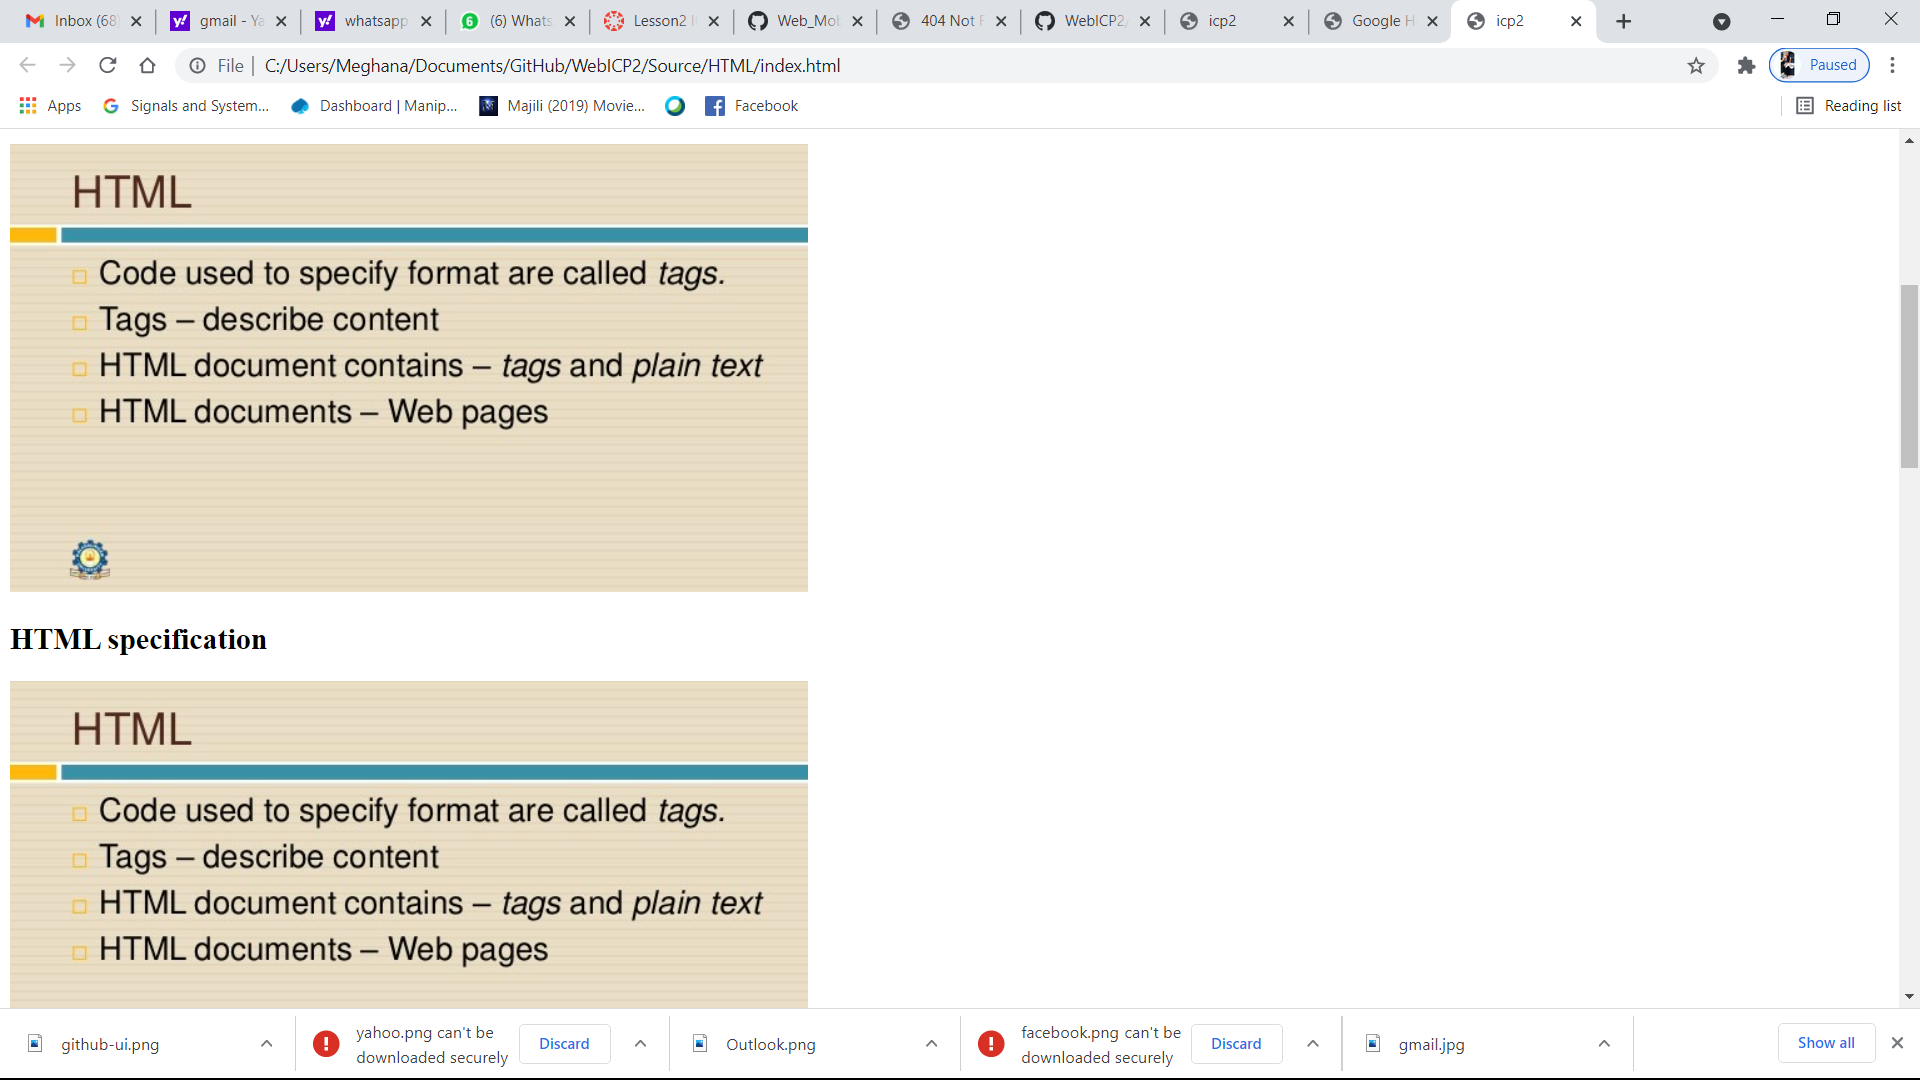 Inbox (68
gmail - Ya
whatsapp
(6) Whats
Lesson2 I
Web_Mob
404 Not F
WebICP2/
icp2
Google H
icp2
File
C:/Users/Meghana/Documents/GitHub/WebICP2/Source/HTML/index.html
Paused
Apps
Signals and System...
Dashboard | Manip...
Majili (2019) Movie...
Facebook
Reading list
HTML
Code used to specify format are called tags.
Tags – describe content
HTML document contains – tags and plain text
HTML documents – Web pages
HTML specification
HTML
Code used to specify format are called tags.
Tags – describe content
HTML document contains – tags and plain text
HTML documents – Web pages
github-ui.png
yahoo.png can't be
downloaded securely
Discard
Outlook.png
facebook.png can't be
downloaded securely
Discard
gmail.jpg
Show all